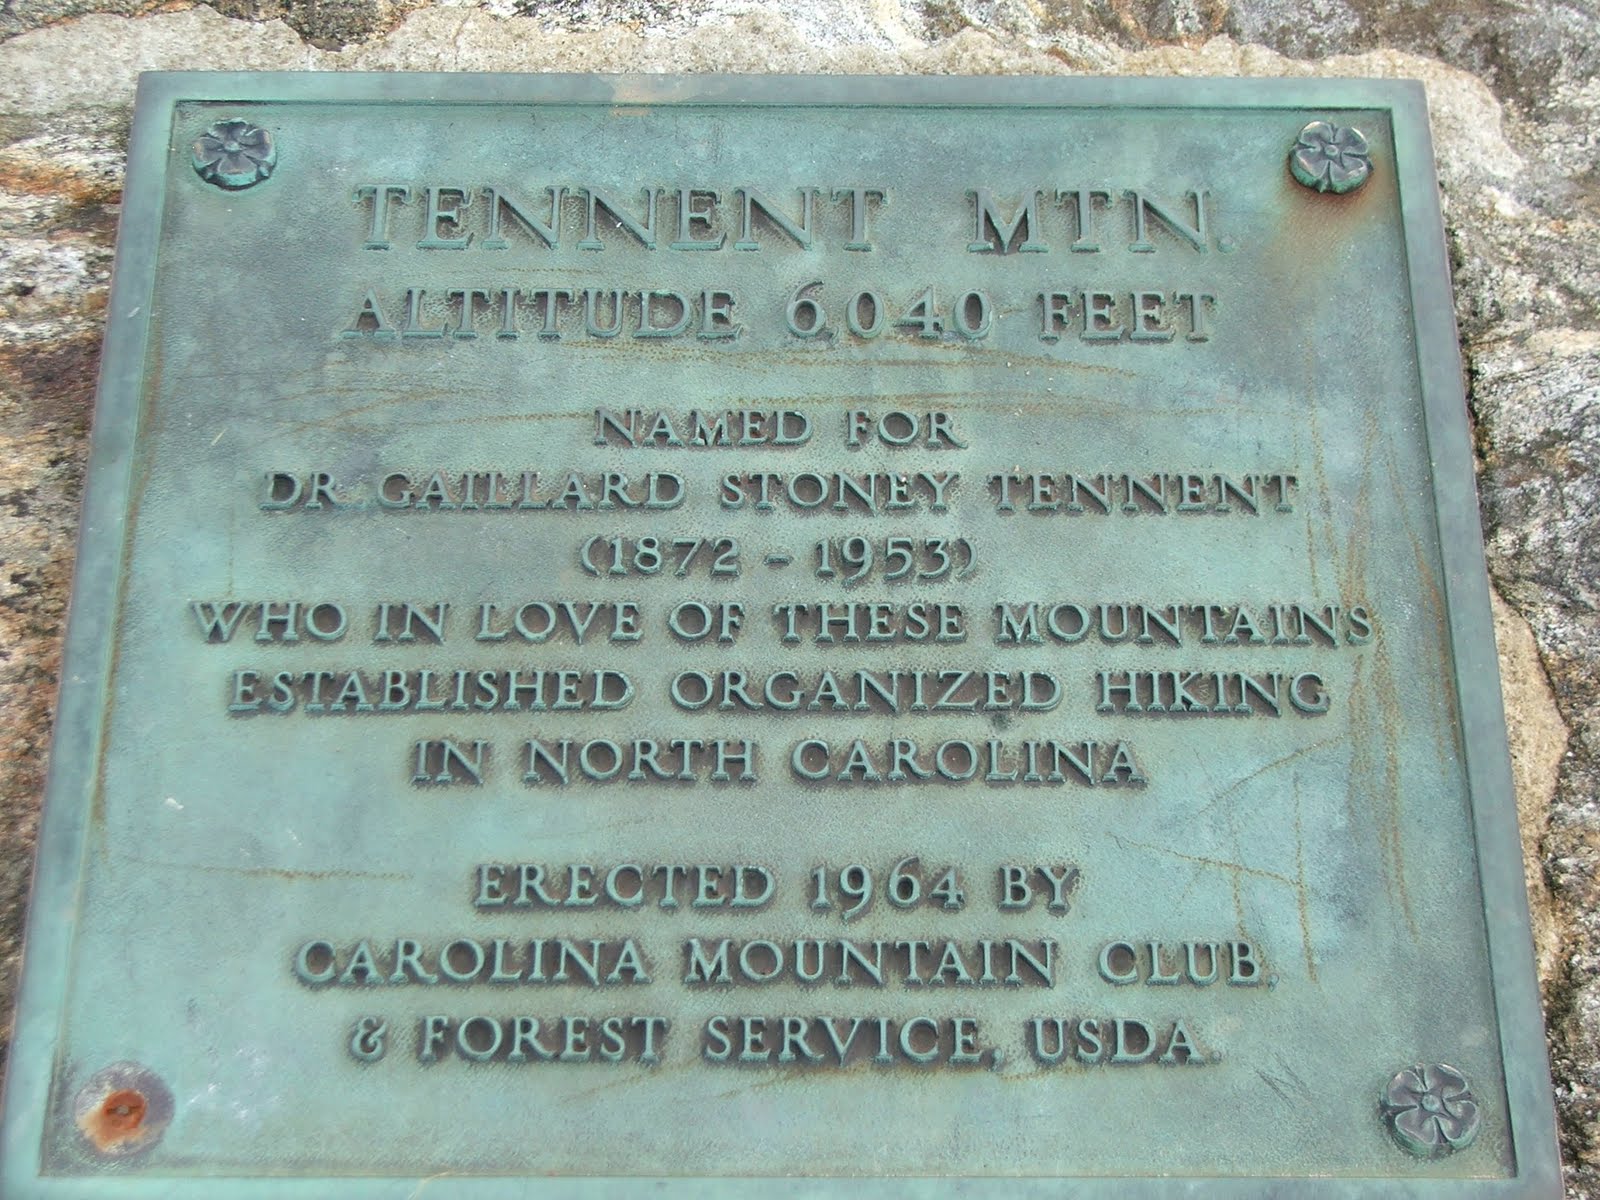 TENNENT MTN.
ALTITUDE 6,040 FEET
NAMED FOR
DR. GAILLARD STONEY TENNENT
(1872 - 1953)
WHO IN LOVE OF THESE MOUNTAINS
ESTABLISHED ORGANIZED HIKING
IN NORTH CAROLINA
ERECTED 1964 BY
CAROLINA MOUNTAIN CLUB,
& FOREST SERVICE, USDA.